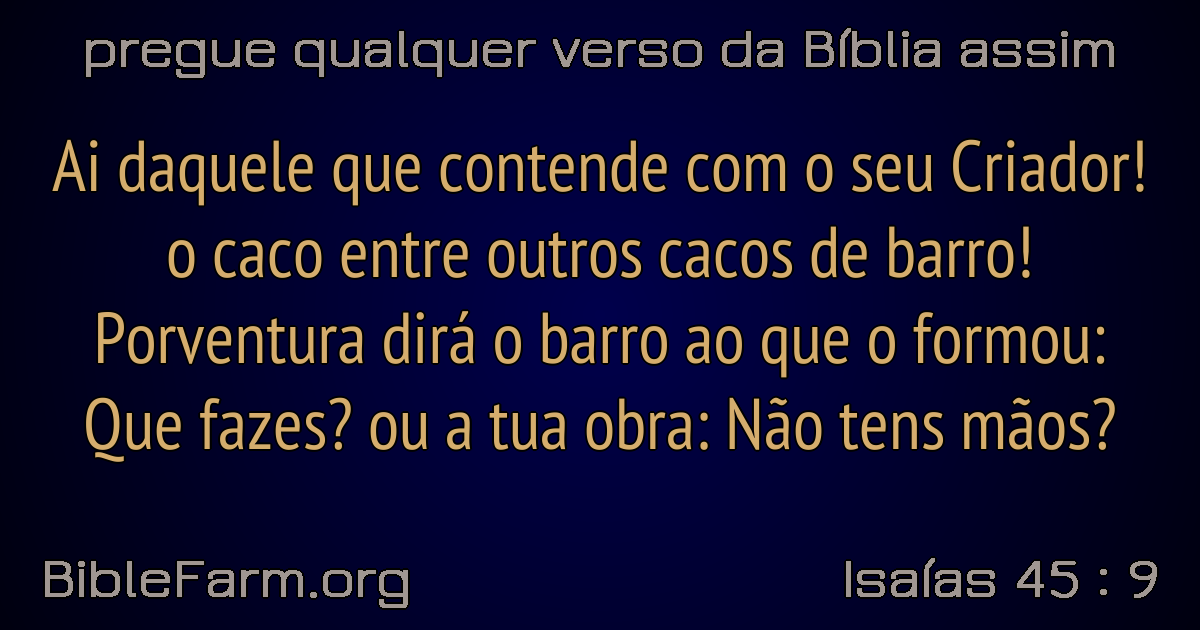 pregue qualquer verso da Bíblia assim
Ai daquele que contende com o seu Criador!
o caco entre outros cacos de barro!
Porventura dirá o barro ao que o formou:
Que fazes? ou a tua obra: Não tens mãos?
BibleFarm.org
Isaías 45 : 9